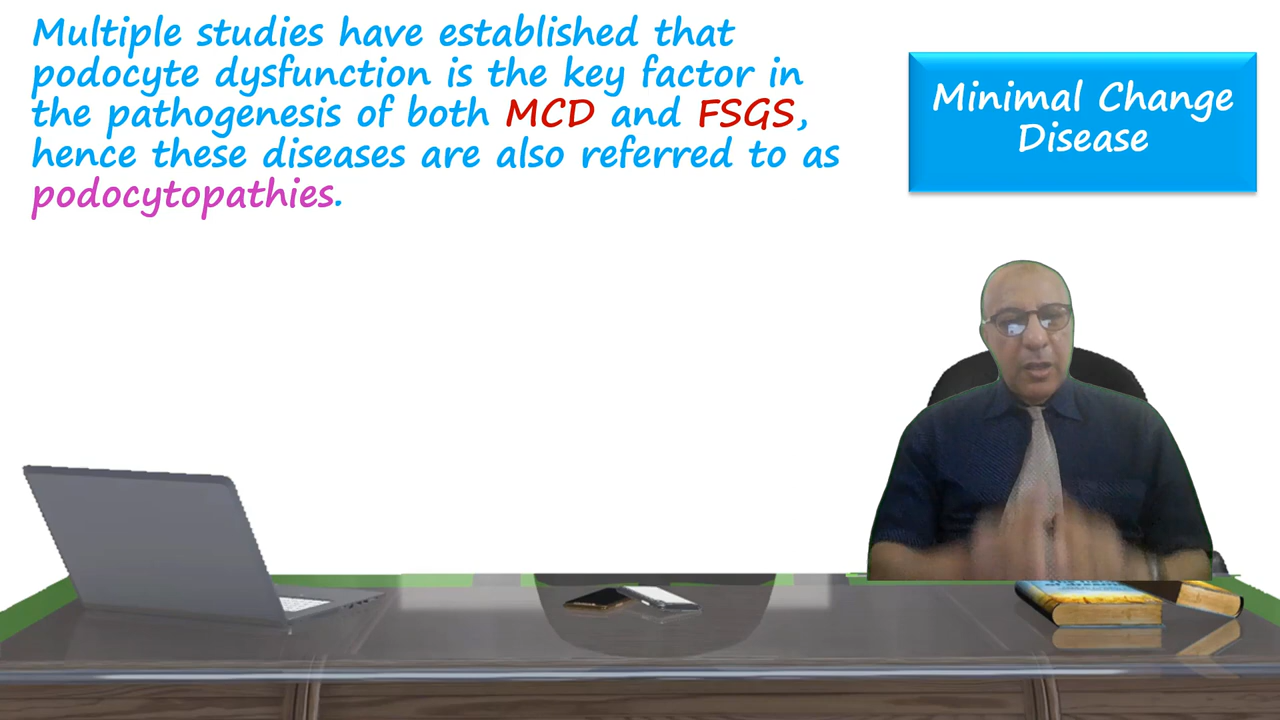 Multiple studies have established that
podocyte dysfunction is the key factor in
the pathogenesis of both MCD and FSGS,
hence these diseases are also referred to as
podocytopathies.
Minimal Change
Disease